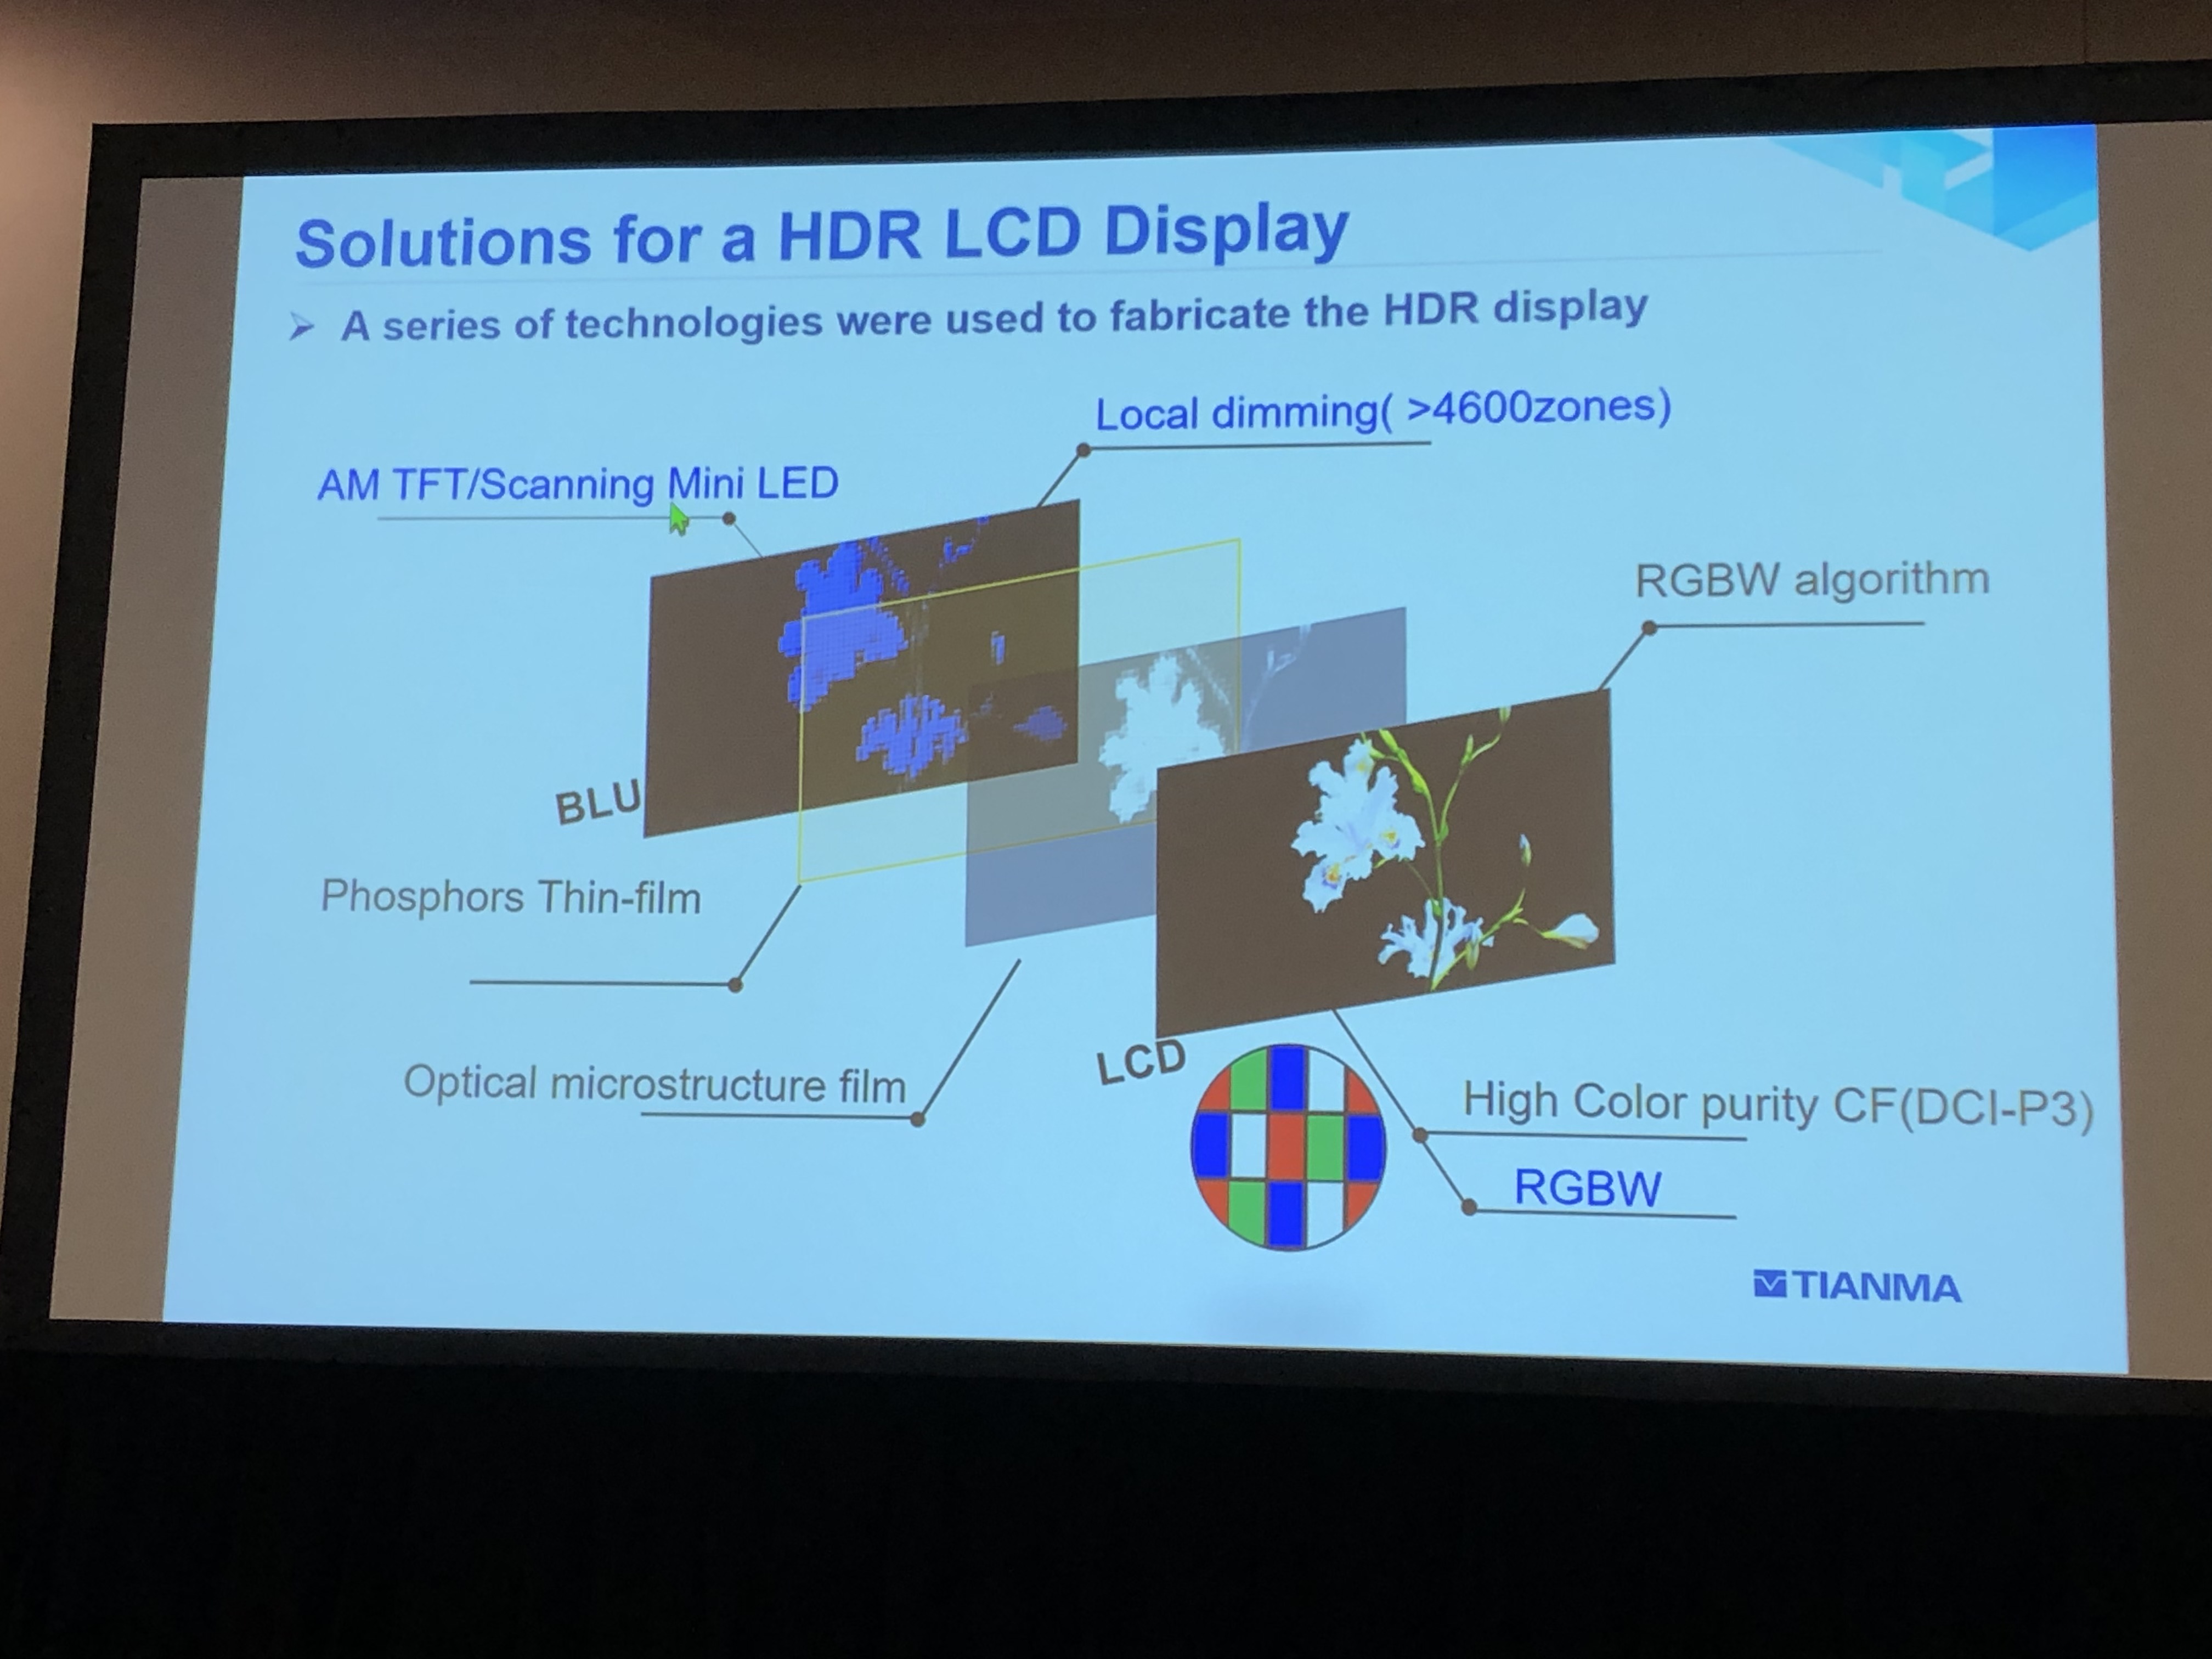 Solutions for a HDR LCD Display
➢ A series of technologies were used to fabricate the HDR display
Local dimming( >4600zones)
AM TFT/Scanning Mini LED
RGBW algorithm
BLU
Phosphors Thin-film
Optical microstructure film
LCD
High Color purity CF(DCI-P3)
RGBW
TIANMA